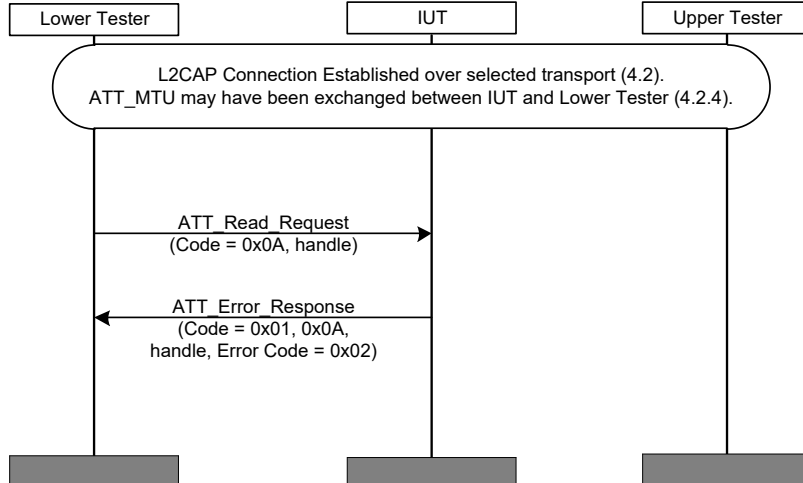 Lower Tester
IUT
Upper Tester
L2CAP Connection Established over selected transport (4.2).
ATT_MTU may have been exchanged between IUT and Lower Tester (4.2.4).
ATT_Read_Request
(Code = 0x0A, handle)
ATT_Error_Response
(Code = 0x01, 0x0A,
handle, Error Code = 0x02)